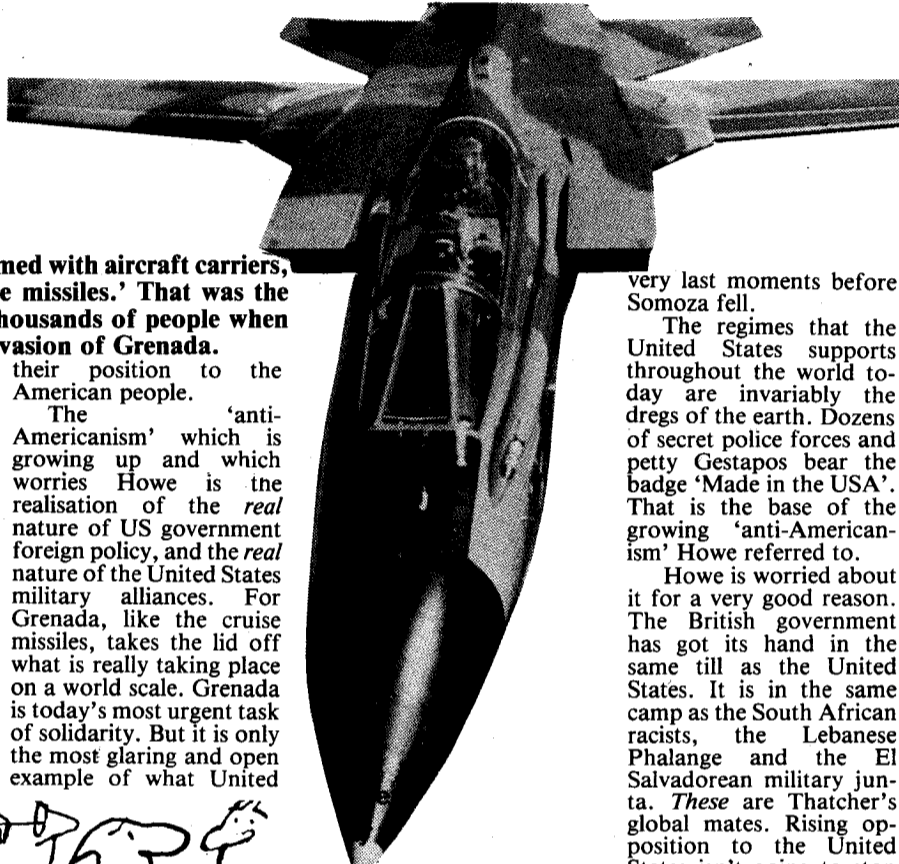 med with aircraft carriers,
e missiles.' That was the
housands of people when
vasion of Grenada.
their position to the
American people.
The 'anti-
Americanism' which is
growing up and which
worries Howe is the
realisation of the real
nature of US government
foreign policy, and the real
nature of the United States
military alliances. For
Grenada, like the cruise
missiles, takes the lid off
what is really taking place
on a world scale. Grenada
is today's most urgent task
of solidarity. But it is only
the most glaring and open
example of what United
very last moments before
Somoza fell.
The regimes that the
United States supports
throughout the world to-
day are invariably the
dregs of the earth. Dozens
of secret police forces and
petty Gestapos bear the
badge 'Made in the USA'.
That is the base of the
growing 'anti-American-
ism' Howe referred to.
Howe is worried about
it for a very good reason.
The British government
has got its hand in the
same till as the United
States. It is in the same
camp as the South African
racists, the Lebanese
Phalange and the El
Salvadorean military jun-
ta. These are Thatcher's
global mates. Rising op-
position to the United